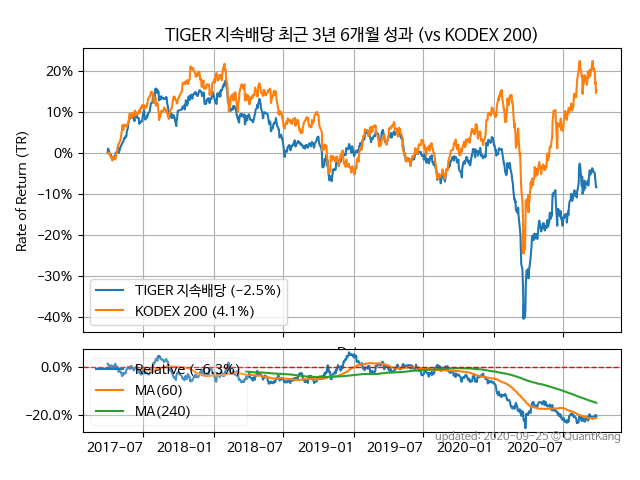 TIGER 지속배당 최근 3년 6개월 성과 (vs KODEX 200)
Rate of Return (TR)
20%
10%
0%
−10%
−20%
−30%
−40%
TIGER 지속배당 (−2.5%)
KODEX 200 (4.1%)
0.0%
−20.0%
Relative (−6.3%)
MA(60)
MA(240)
2017-07
2018-01
2018-07
2019-01
2019-07
2020-01
2020-07
updated: 2020-09-25 © QuantKang